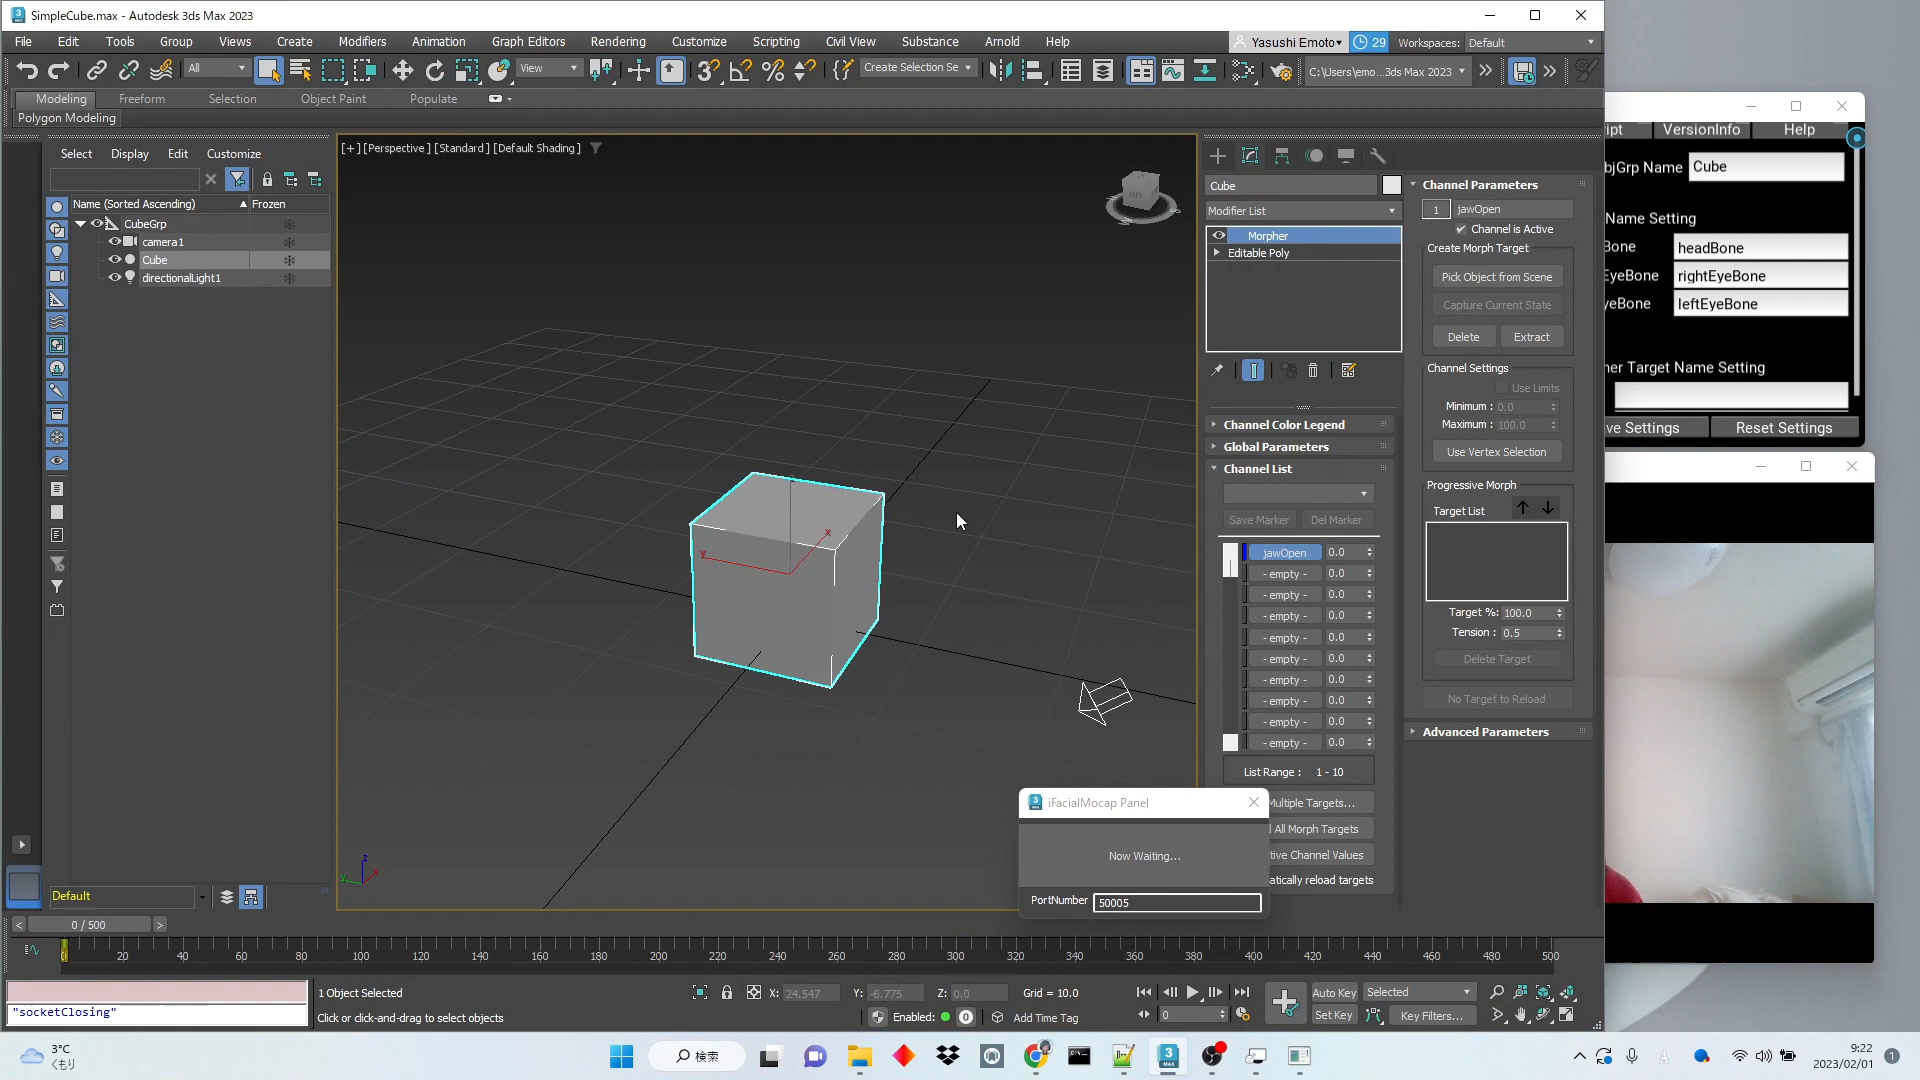 SimpleCube.max - Autodesk 3ds Max 2023
File Edit Tools Group Views Create Modifiers Animation Graph Editors Rendering Customize Scripting Civil View Substance Arnold Help
Yasushi Emoto 29 Workspaces: Default
All View Create Selection Se C:\Users\emo...3ds Max 2023
Modeling Freeform Selection Object Paint Populate
Polygon Modeling
Select Display Edit Customize
Name (Sorted Ascending) Frozen
CubeGrp
camera1
Cube
directionalLight1
Default
[+] [Perspective ] [Standard ] [Default Shading ]
LEFT
x
y
z
x
y
Cube
Modifier List
Morpher
Editable Poly
Channel Color Legend
Global Parameters
Channel List
Save Marker Del Marker
jawOpen 0.0
- empty - 0.0
- empty - 0.0
- empty - 0.0
- empty - 0.0
- empty - 0.0
- empty - 0.0
- empty - 0.0
- empty - 0.0
- empty - 0.0
List Range : 1 - 10
Multiple Targets...
All Morph Targets
tive Channel Values
atically reload targets
Channel Parameters
1 jawOpen
Channel is Active
Create Morph Target
Pick Object from Scene
Capture Current State
Delete Extract
Channel Settings
Use Limits
Minimum : 0.0
Maximum : 100.0
Use Vertex Selection
Progressive Morph
Target List
Target %: 100.0
Tension : 0.5
Delete Target
No Target to Reload
Advanced Parameters
iFacialMocap Panel
Now Waiting...
PortNumber 50005
ipt VersionInfo Help
bjGrp Name Cube
Name Setting
Bone headBone
EyeBone rightEyeBone
yeBone leftEyeBone
her Target Name Setting
ve Settings Reset Settings
< 0 / 500 >
0 20 40 60 80 100 120 140 160 180 200 220 240 260 280 300 320 340 360 380 400 420 440 460 480 500
"socketClosing"
1 Object Selected
Click or click-and-drag to select objects
X: 24.547 Y: -6.775 Z: 0.0 Grid = 10.0
Enabled: 0 Add Time Tag
0
Auto Key Selected
Set Key Key Filters...
3°C
くもり
検索
3
MAX
A
9:22
2023/02/01
1